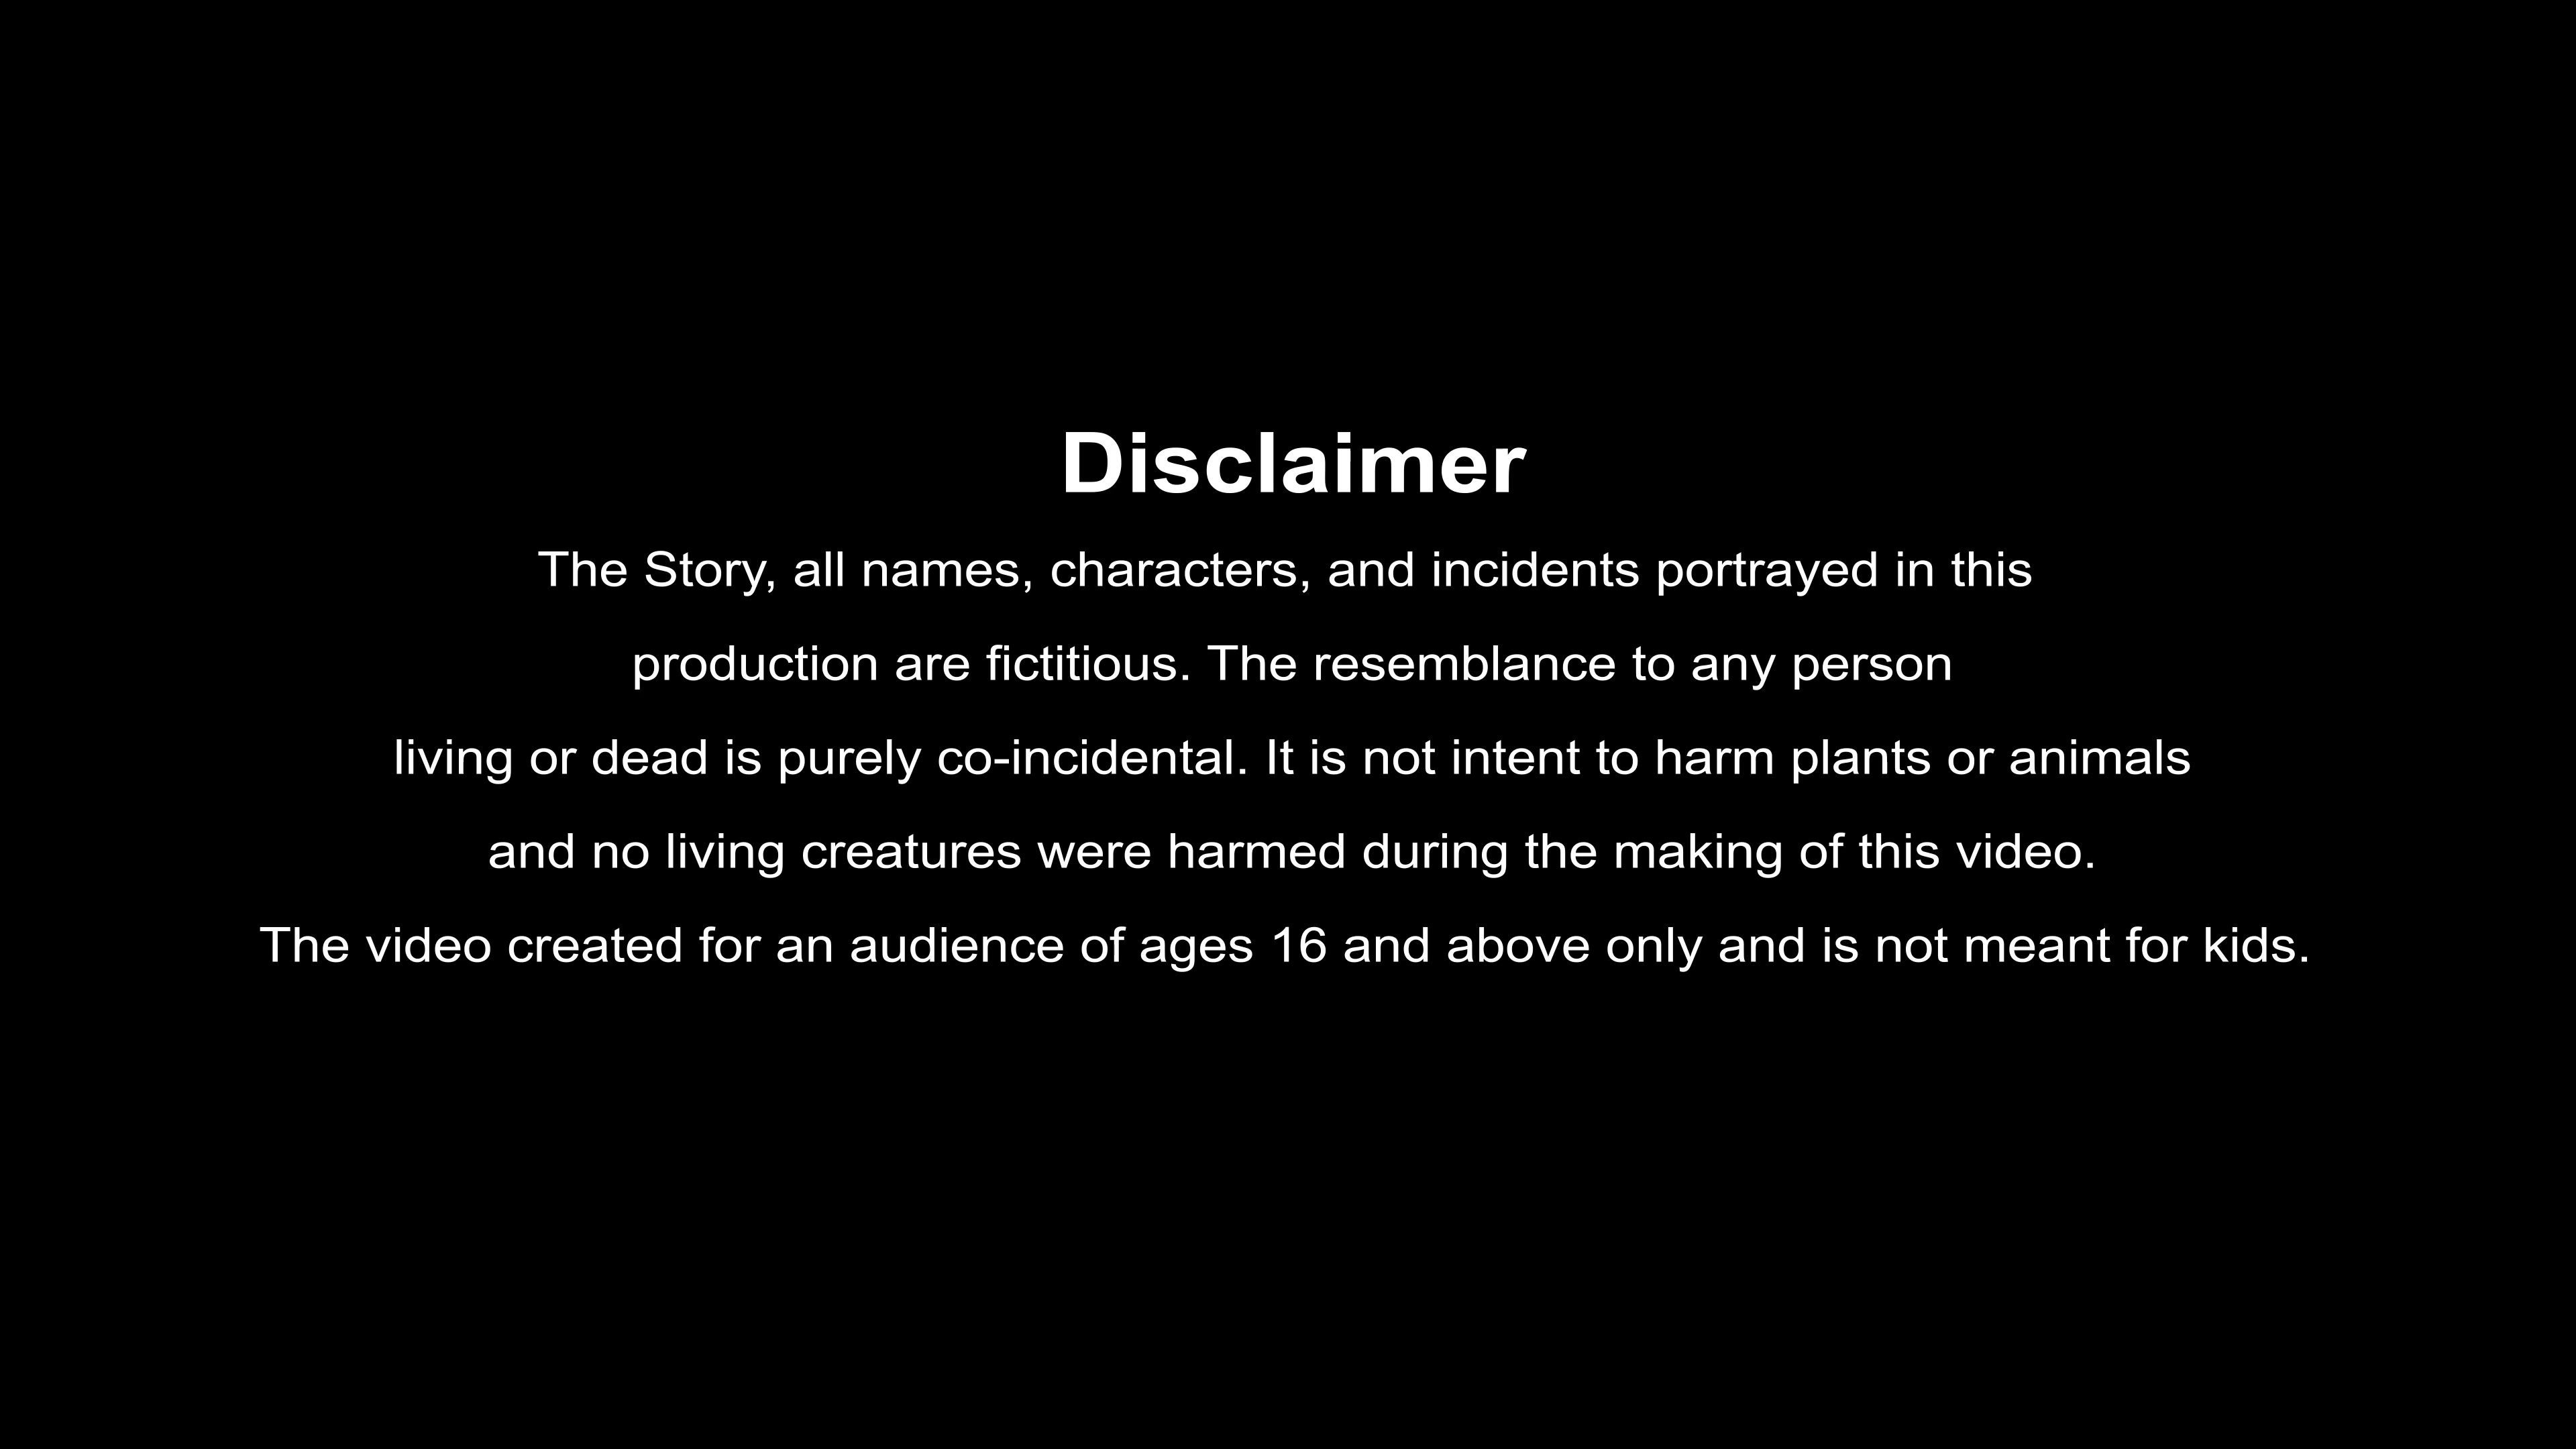 Disclaimer
The Story, all names, characters, and incidents portrayed in this
production are fictitious. The resemblance to any person
living or dead is purely co-incidental. It is not intent to harm plants or animals
and no living creatures were harmed during the making of this video.
The video created for an audience of ages 16 and above only and is not meant for kids.